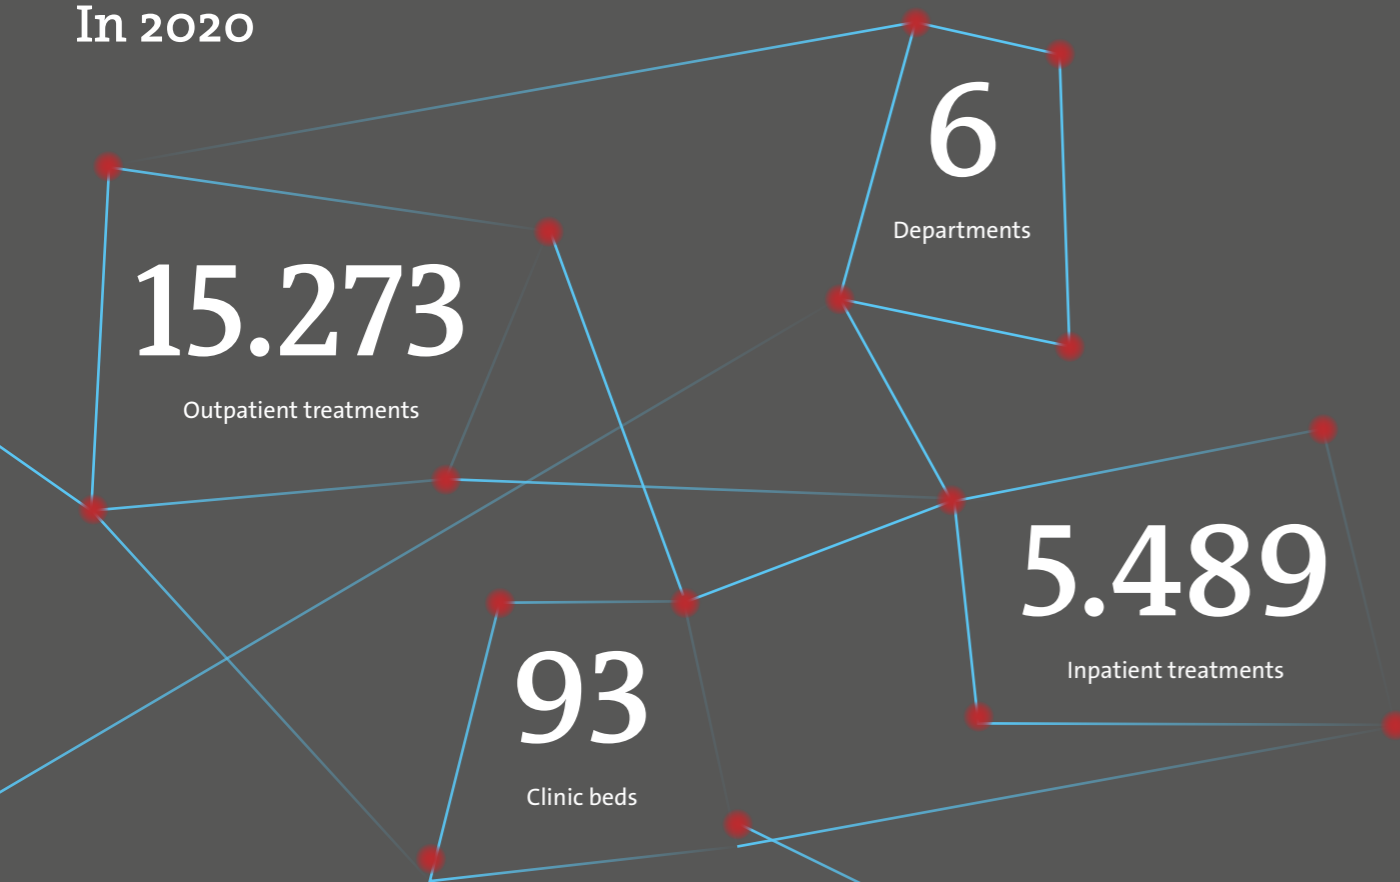 In 2020
6
Departments
15.273
Outpatient treatments
5.489
Inpatient treatments
93
Clinic beds